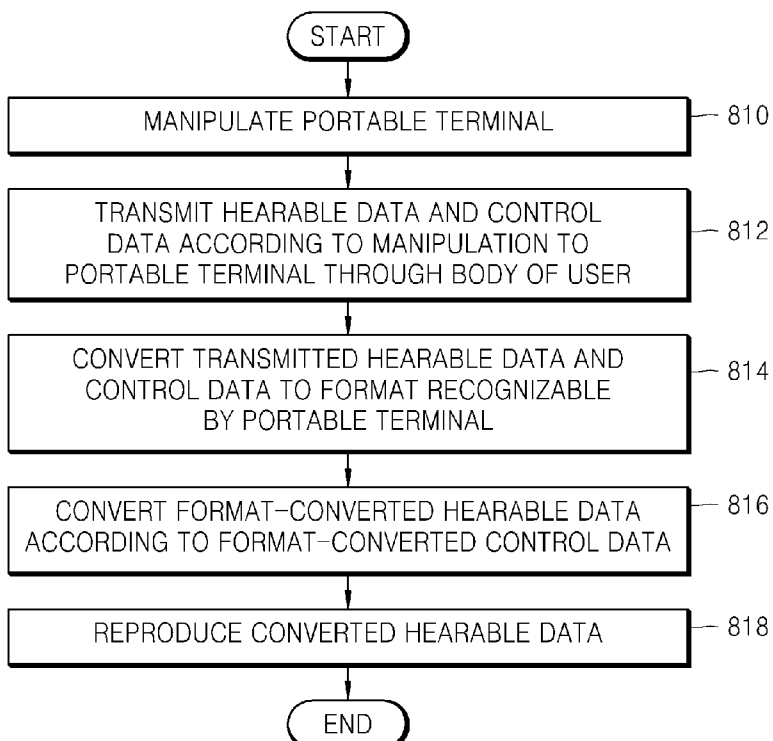 START
MANIPULATE PORTABLE TERMINAL
810
TRANSMIT HEARABLE DATA AND CONTROL
DATA ACCORDING TO MANIPULATION TO
PORTABLE TERMINAL THROUGH BODY OF USER
812
CONVERT TRANSMITTED HEARABLE DATA AND
CONTROL DATA TO FORMAT RECOGNIZABLE
BY PORTABLE TERMINAL
814
CONVERT FORMAT-CONVERTED HEARABLE DATA
ACCORDING TO FORMAT-CONVERTED CONTROL DATA
816
REPRODUCE CONVERTED HEARABLE DATA
818
END